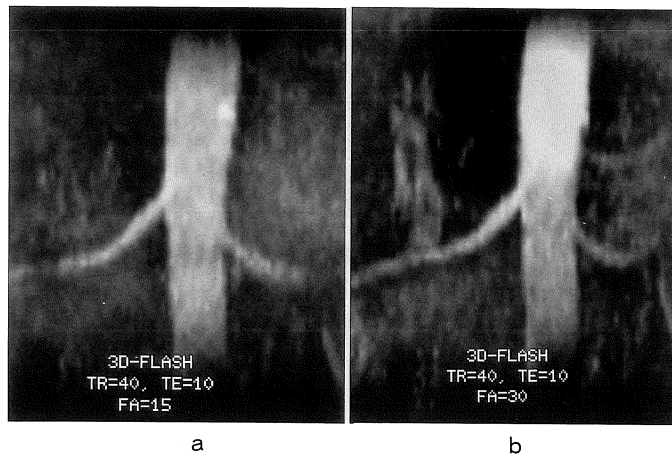 3D-FLASH
TR=40, TE=10
FA=15
3D-FLASH
TR=40, TE=10
FA=30
a
b